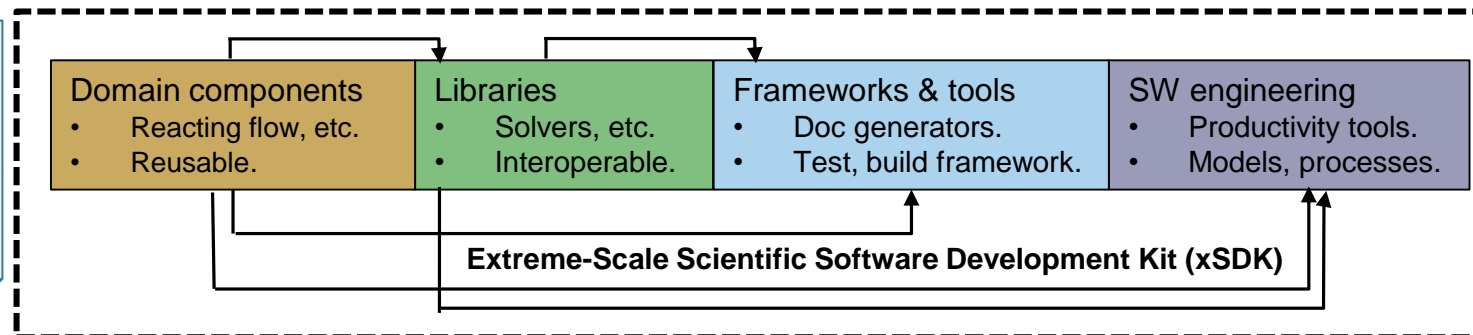 Domain components
• Reacting flow, etc.
• Reusable.
Libraries
• Solvers, etc.
• Interoperable.
Frameworks & tools
• Doc generators.
• Test, build framework.
SW engineering
• Productivity tools.
• Models, processes.
Extreme-Scale Scientific Software Development Kit (xSDK)